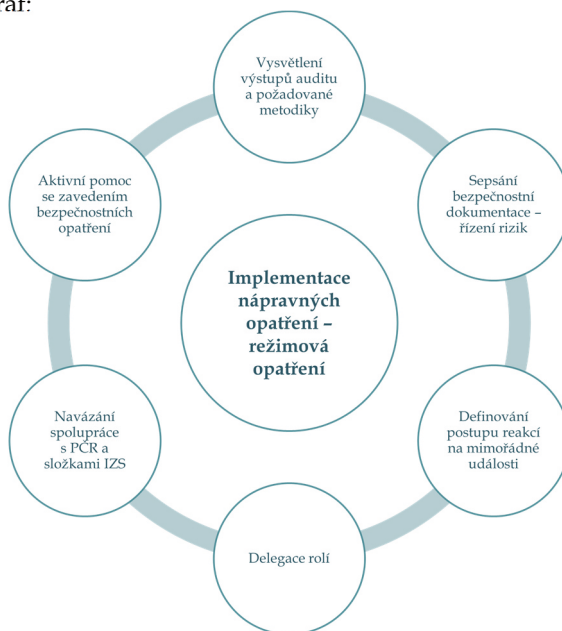 raf:
Vysvětlení
výstupů auditu
a požadované
metodiky
Sepsání
bezpečnostní
dokumentace –
řízení rizik
Definování
postupu reakcí
na mimořádné
události
Delegace rolí
Navázání
spolupráce
s PČR a
složkami IZS
Aktivní pomoc
se zavedením
bezpečnostních
opatření
Implementace
nápravných
opatření –
režimová
opatření